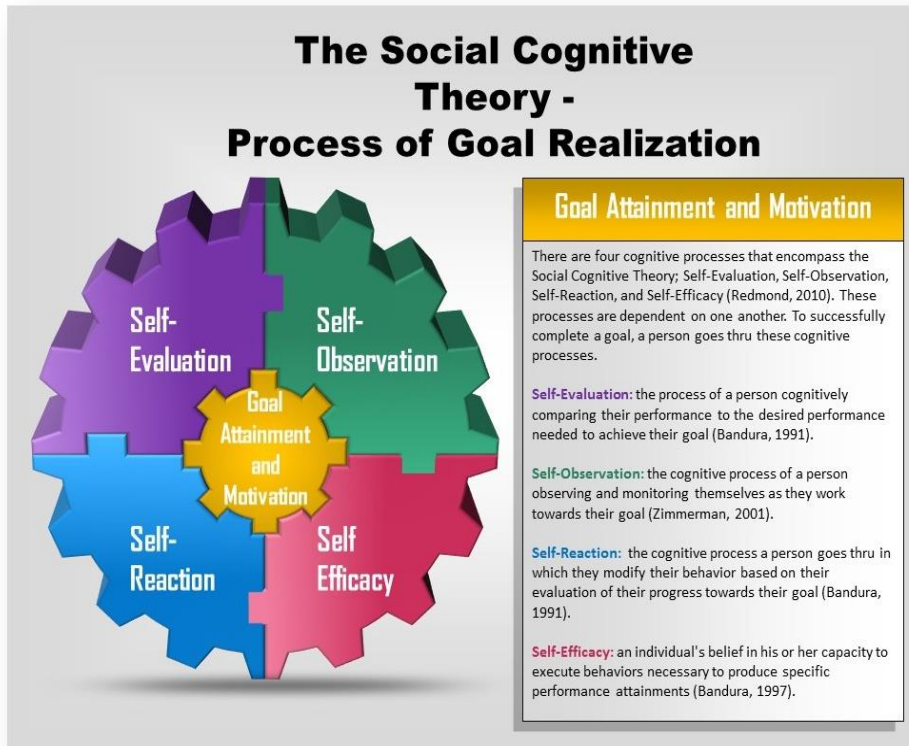 The Social Cognitive
Theory -
Process of Goal Realization
Self-
Evaluation
Self-
Observation
Goal
Attainment
and
Motivation
Self-
Reaction
Self
Efficacy
Goal Attainment and Motivation
There are four cognitive processes that encompass the
Social Cognitive Theory; Self-Evaluation, Self-Observation,
Self-Reaction, and Self-Efficacy (Redmond, 2010). These
processes are dependent on one another. To successfully
complete a goal, a person goes thru these cognitive
processes.
Self-Evaluation: the process of a person cognitively
comparing their performance to the desired performance
needed to achieve their goal (Bandura, 1991).
Self-Observation: the cognitive process of a person
observing and monitoring themselves as they work
towards their goal (Zimmerman, 2001).
Self-Reaction: the cognitive process a person goes thru in
which they modify their behavior based on their
evaluation of their progress towards their goal (Bandura,
1991).
Self-Efficacy: an individual's belief in his or her capacity to
execute behaviors necessary to produce specific
performance attainments (Bandura, 1997).